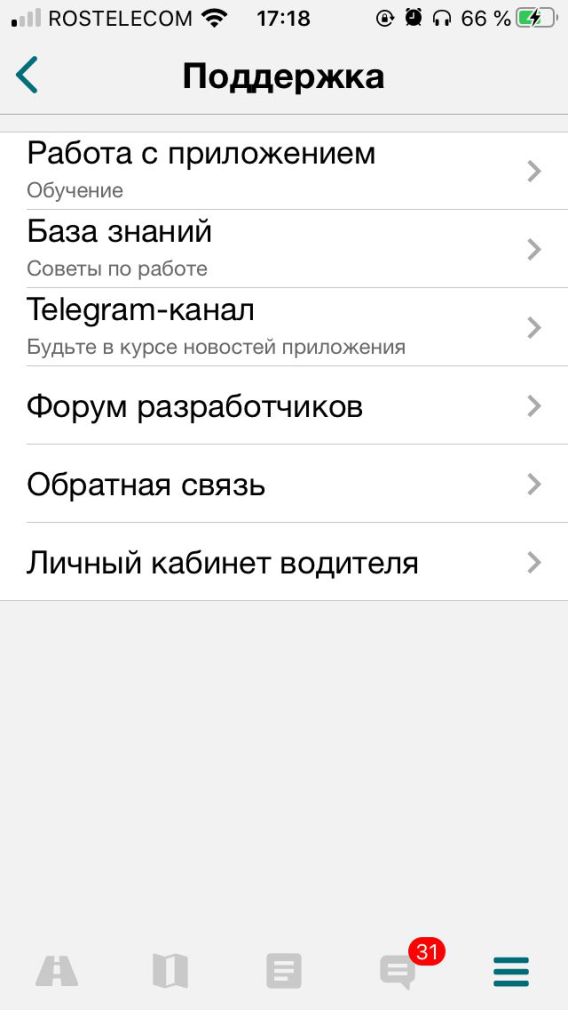 ROSTELECOM 17:18 66 %
Поддержка
Работа с приложением
Обучение
База знаний
Советы по работе
Telegram-канал
Будьте в курсе новостей приложения
Форум разработчиков
Обратная связь
Личный кабинет водителя
31